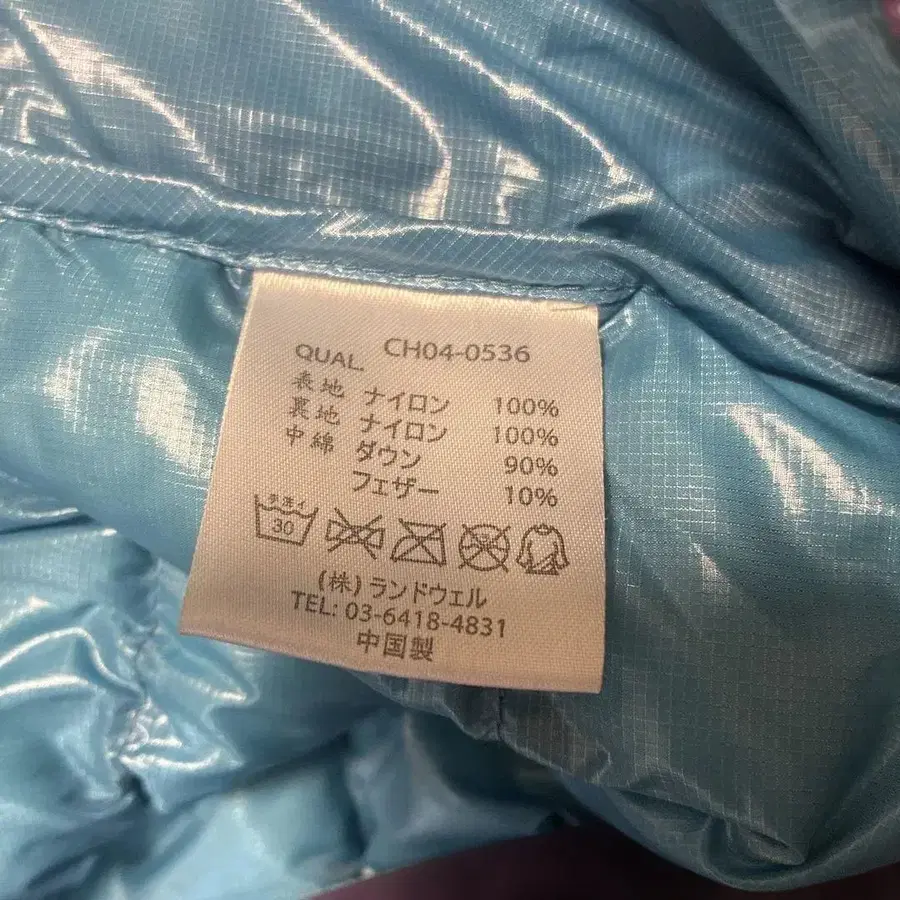 QUAL. CH04-0536
表地 ナイロン 100%
裏地 ナイロン 100%
中綿 ダウン 90%
フェザー 10%
手洗イ
30
(株)ランドウェル
TEL: 03-6418-4831
中国製